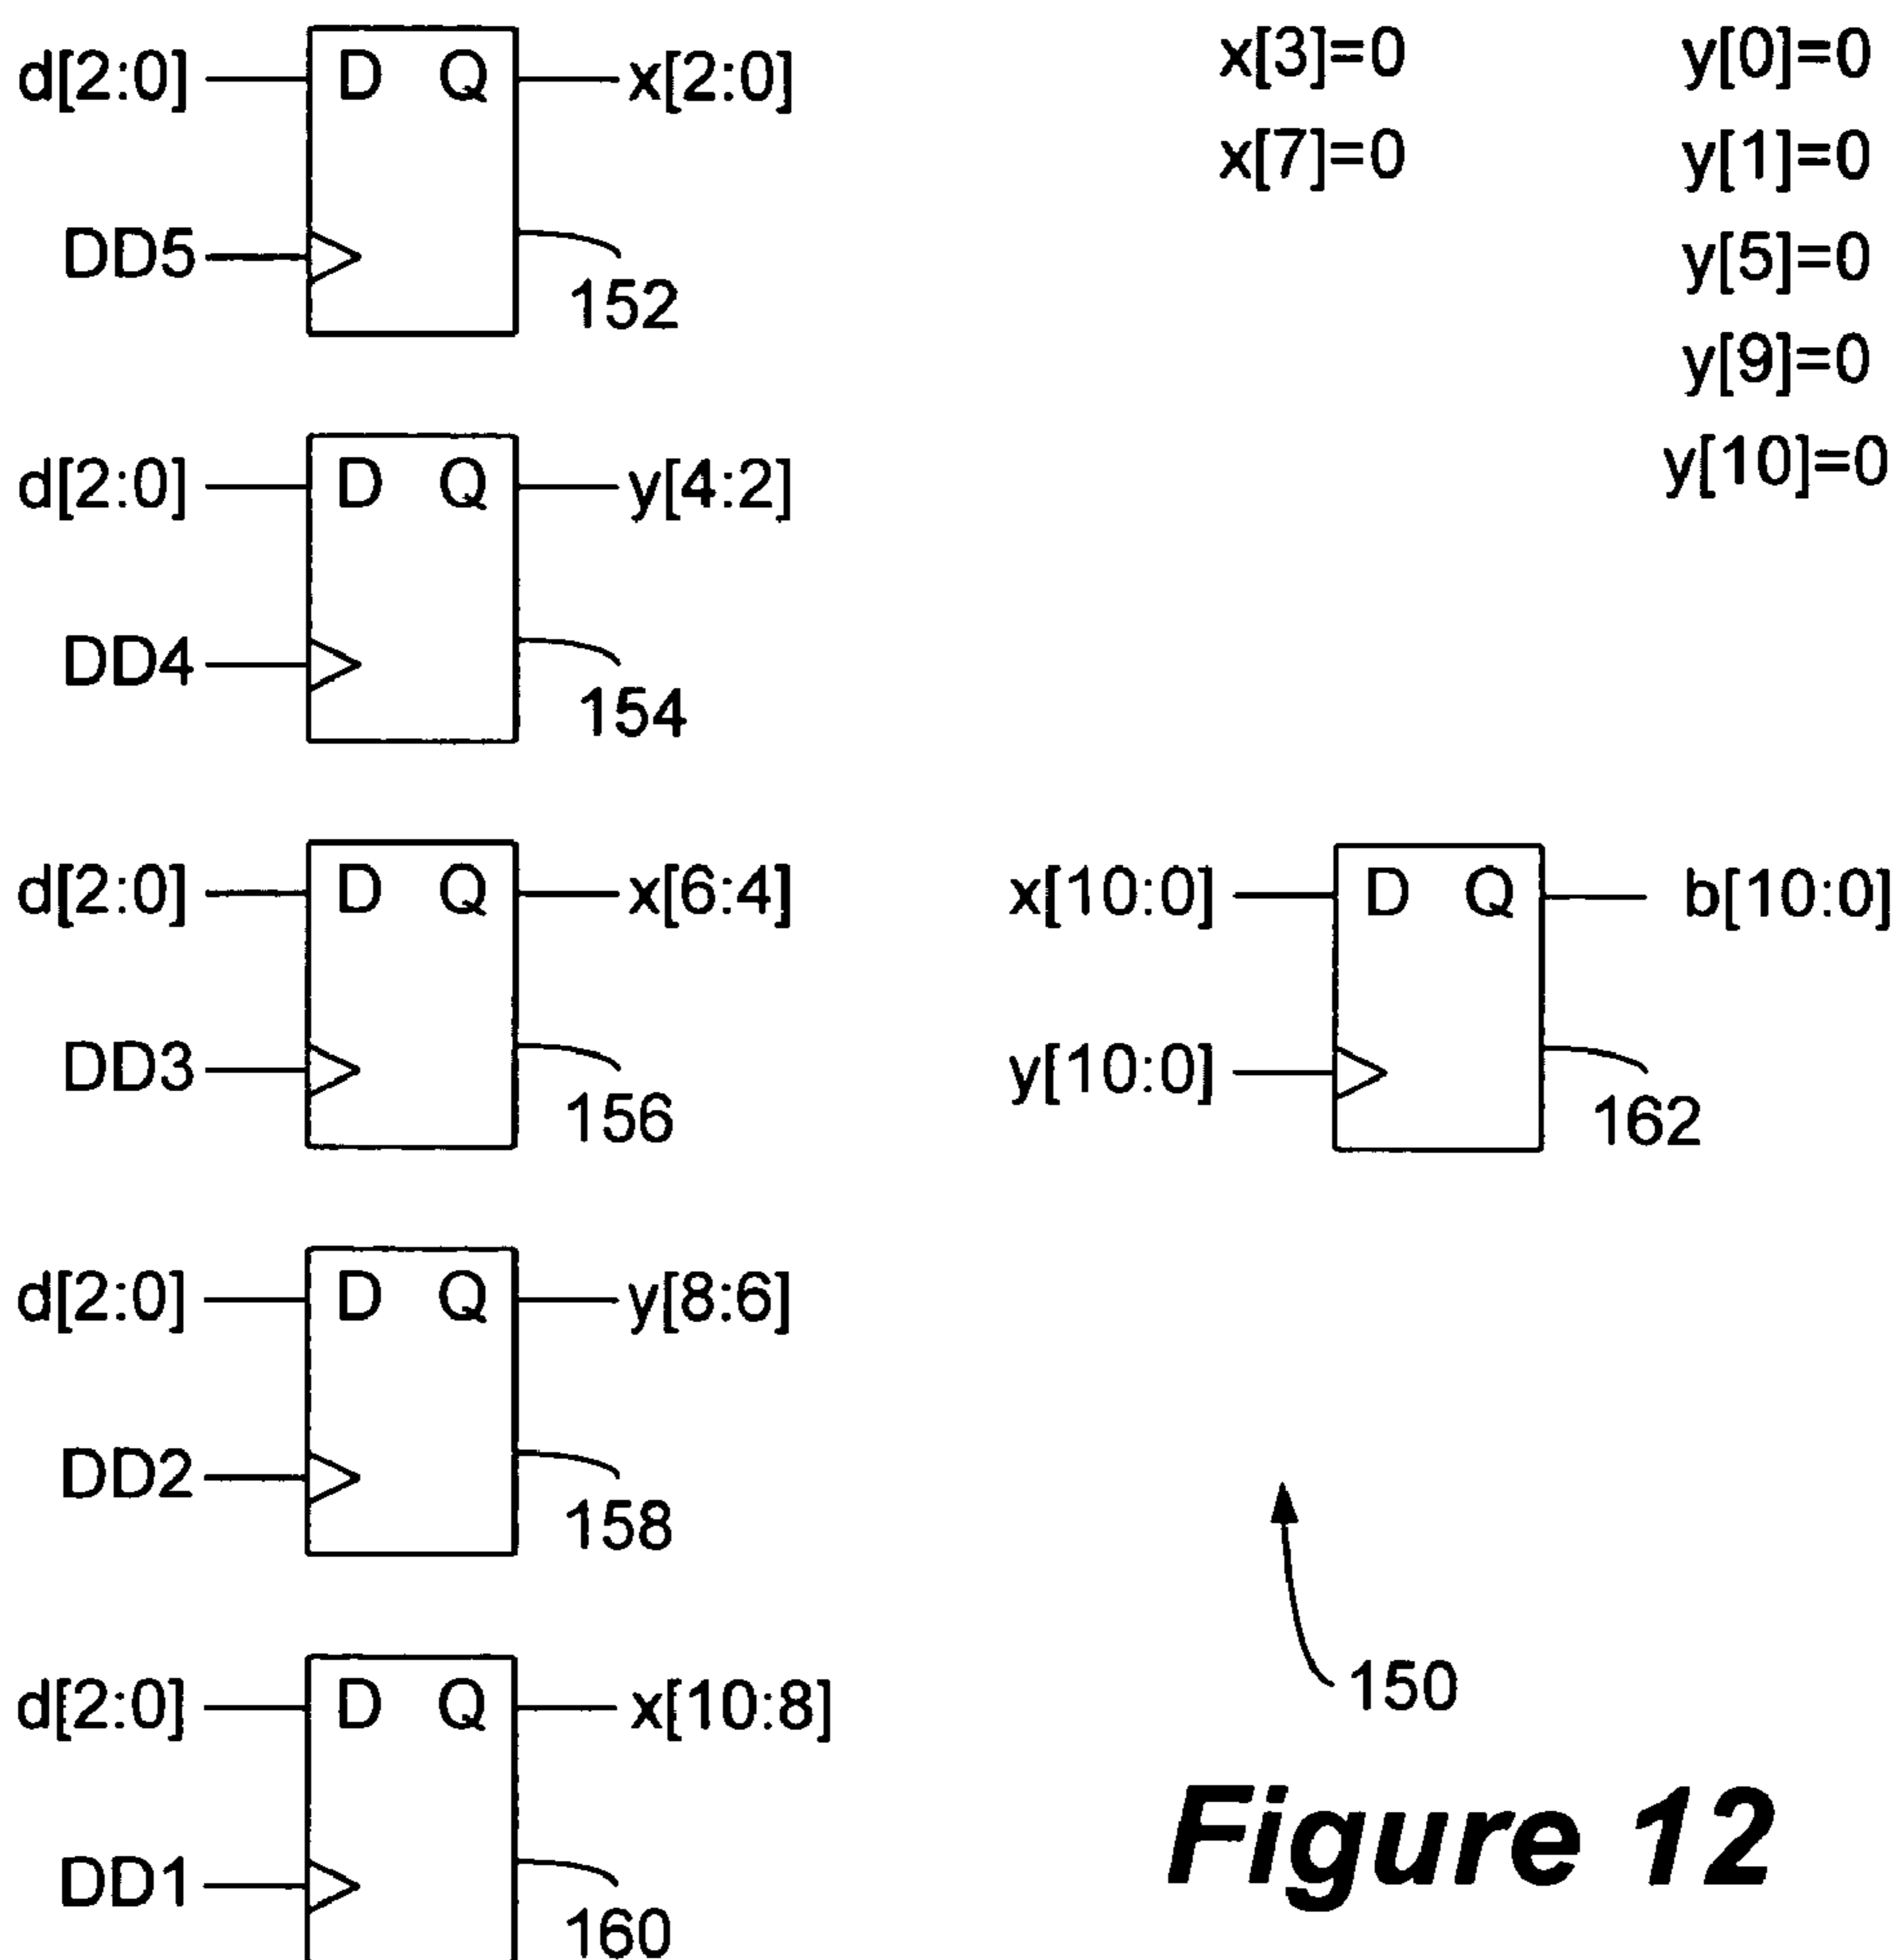 d[2:0] D Q x[2:0]
DD5
152
x[3]=0
x[7]=0
y[0]=0
y[1]=0
y[5]=0
y[9]=0
y[10]=0
d[2:0] D Q y[4:2]
DD4
154
d[2:0] D Q x[6:4]
DD3
156
x[10:0] D Q b[10:0]
y[10:0]
162
d[2:0] D Q y[8:6]
DD2
158
d[2:0] D Q x[10:8]
DD1
160
150
Figure 12